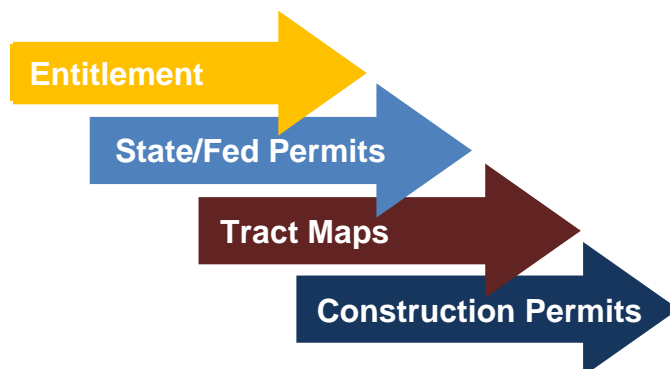 Entitlement
State/Fed Permits
Tract Maps
Construction Permits